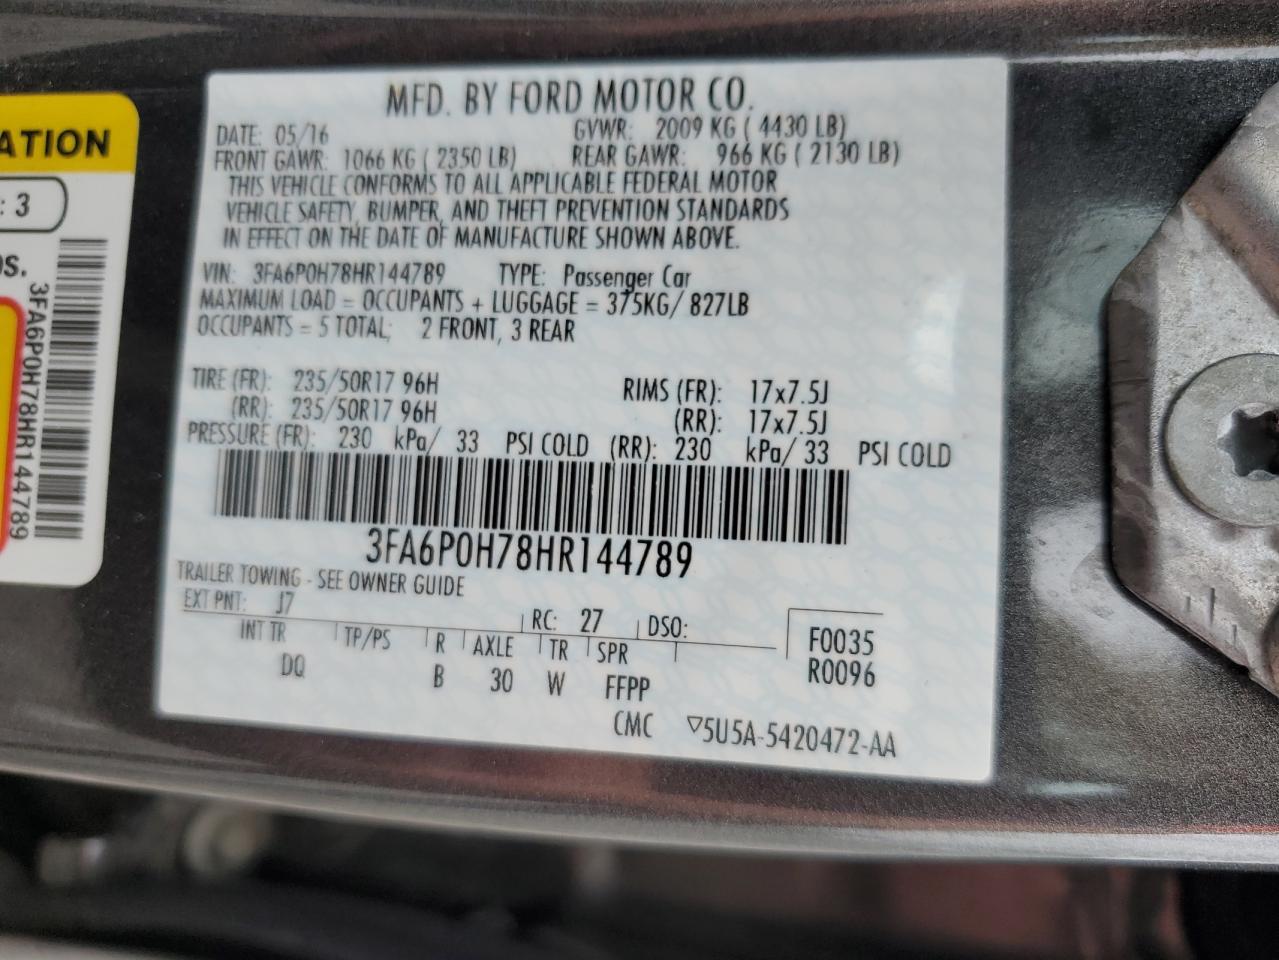 ATION
: 3
os.
3FA6P0H78HR144789
MFD. BY FORD MOTOR CO.
DATE: 05/16 GVWR: 2009 KG ( 4430 LB)
FRONT GAWR: 1066 KG ( 2350 LB) REAR GAWR: 966 KG ( 2130 LB)
THIS VEHICLE CONFORMS TO ALL APPLICABLE FEDERAL MOTOR
VEHICLE SAFETY, BUMPER, AND THEFT PREVENTION STANDARDS
IN EFFECT ON THE DATE OF MANUFACTURE SHOWN ABOVE.
VIN: 3FA6P0H78HR144789 TYPE: Passenger Car
MAXIMUM LOAD = OCCUPANTS + LUGGAGE = 375KG/ 827LB
OCCUPANTS = 5 TOTAL; 2 FRONT, 3 REAR
TIRE (FR): 235/50R17 96H RIMS (FR): 17x7.5J
(RR): 235/50R17 96H (RR): 17x7.5J
PRESSURE (FR): 230 kPa/ 33 PSI COLD (RR): 230 kPa/ 33 PSI COLD
3FA6P0H78HR144789
TRAILER TOWING - SEE OWNER GUIDE
EXT PNT: J7 RC: 27 DSO:
INT TR TP/PS R AXLE TR SPR F0035
DQ B 30 W FFPP R0096
CMC ▽5U5A-5420472-AA